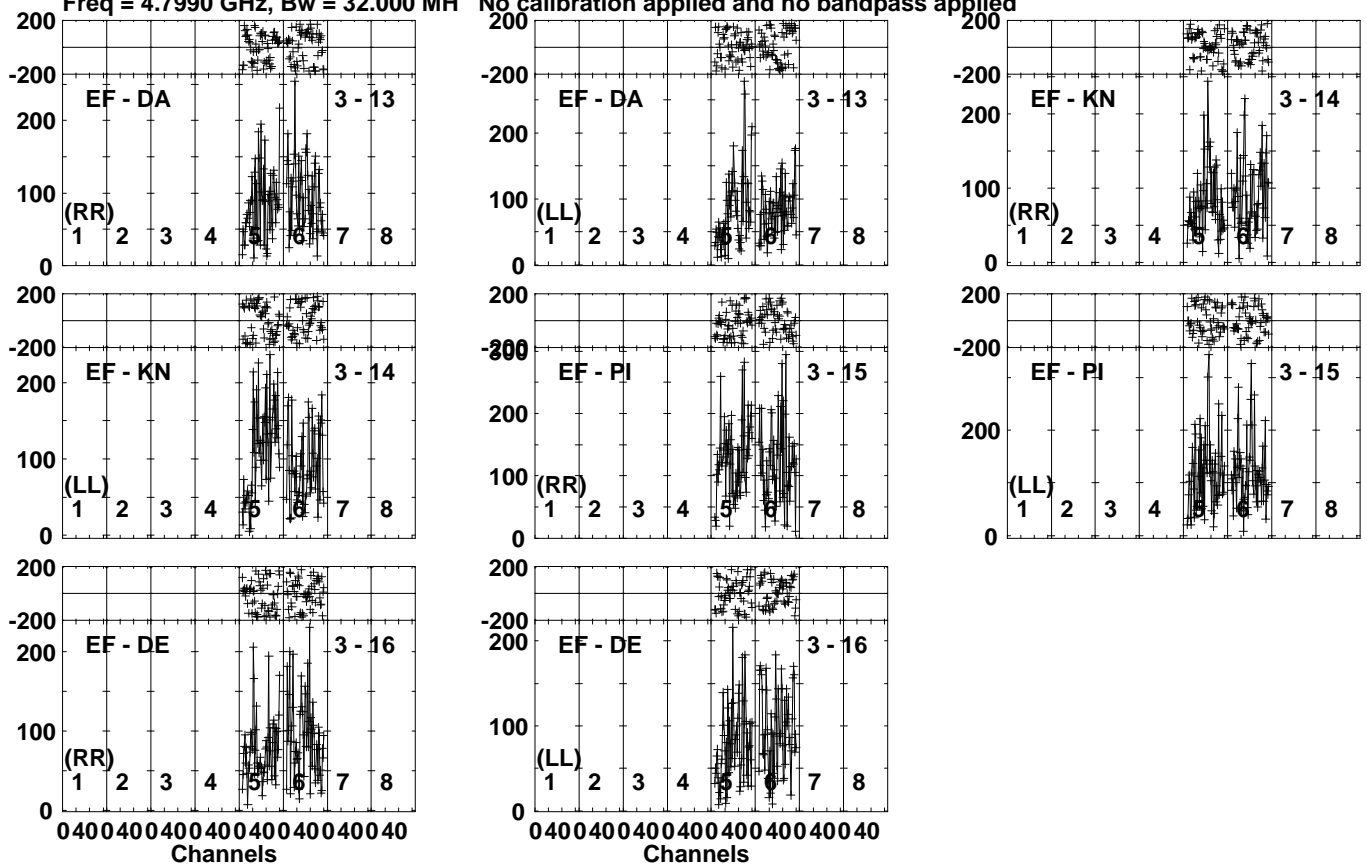 Freq = 4.7990 GHz, Bw = 32.000 MH No calibration applied and no bandpass applied
200
-200
EF - DA 3 - 13
200
100
(RR)
1 2 3 4 5 6 7 8
0
200
-200
EF - DA 3 - 13
200
100
(LL)
1 2 3 4 5 6 7 8
0
200
-200
EF - KN 3 - 14
200
100
(RR)
1 2 3 4 5 6 7 8
0
200
-200
EF - KN 3 - 14
200
100
(LL)
1 2 3 4 5 6 7 8
0
200
-200
300
EF - PI 3 - 15
200
100
(RR)
1 2 3 4 5 6 7 8
0
200
-200
EF - PI 3 - 15
200
(LL)
1 2 3 4 5 6 7 8
0
200
-200
EF - DE 3 - 16
200
100
(RR)
1 2 3 4 5 6 7 8
0
0 40 0 40 0 40 0 40 0 40 0 40 0 40 0 40
Channels
200
-200
EF - DE 3 - 16
200
100
(LL)
1 2 3 4 5 6 7 8
0
0 40 0 40 0 40 0 40 0 40 0 40 0 40 0 40
Channels